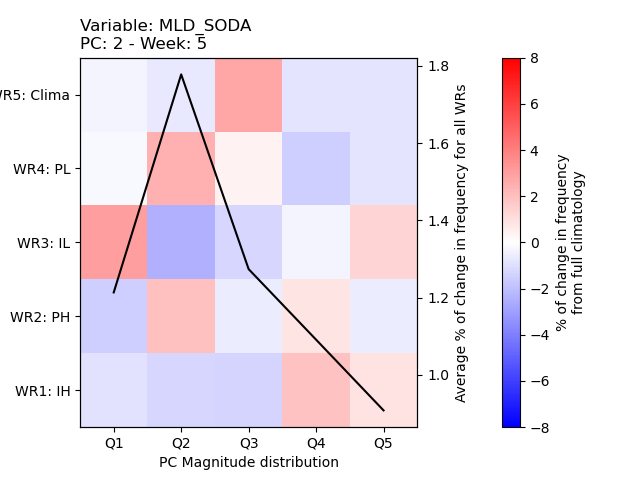 Variable: MLD_SODA
PC: 2 - Week: 5
WR5: Clima
WR4: PL
WR3: IL
WR2: PH
WR1: IH
Q1 Q2 Q3 Q4 Q5
PC Magnitude distribution
1.8
1.6
1.4
1.2
1.0
Average % of change in frequency for all WRs
8
6
4
2
0
−2
−4
−6
−8
% of change in frequency
from full climatology